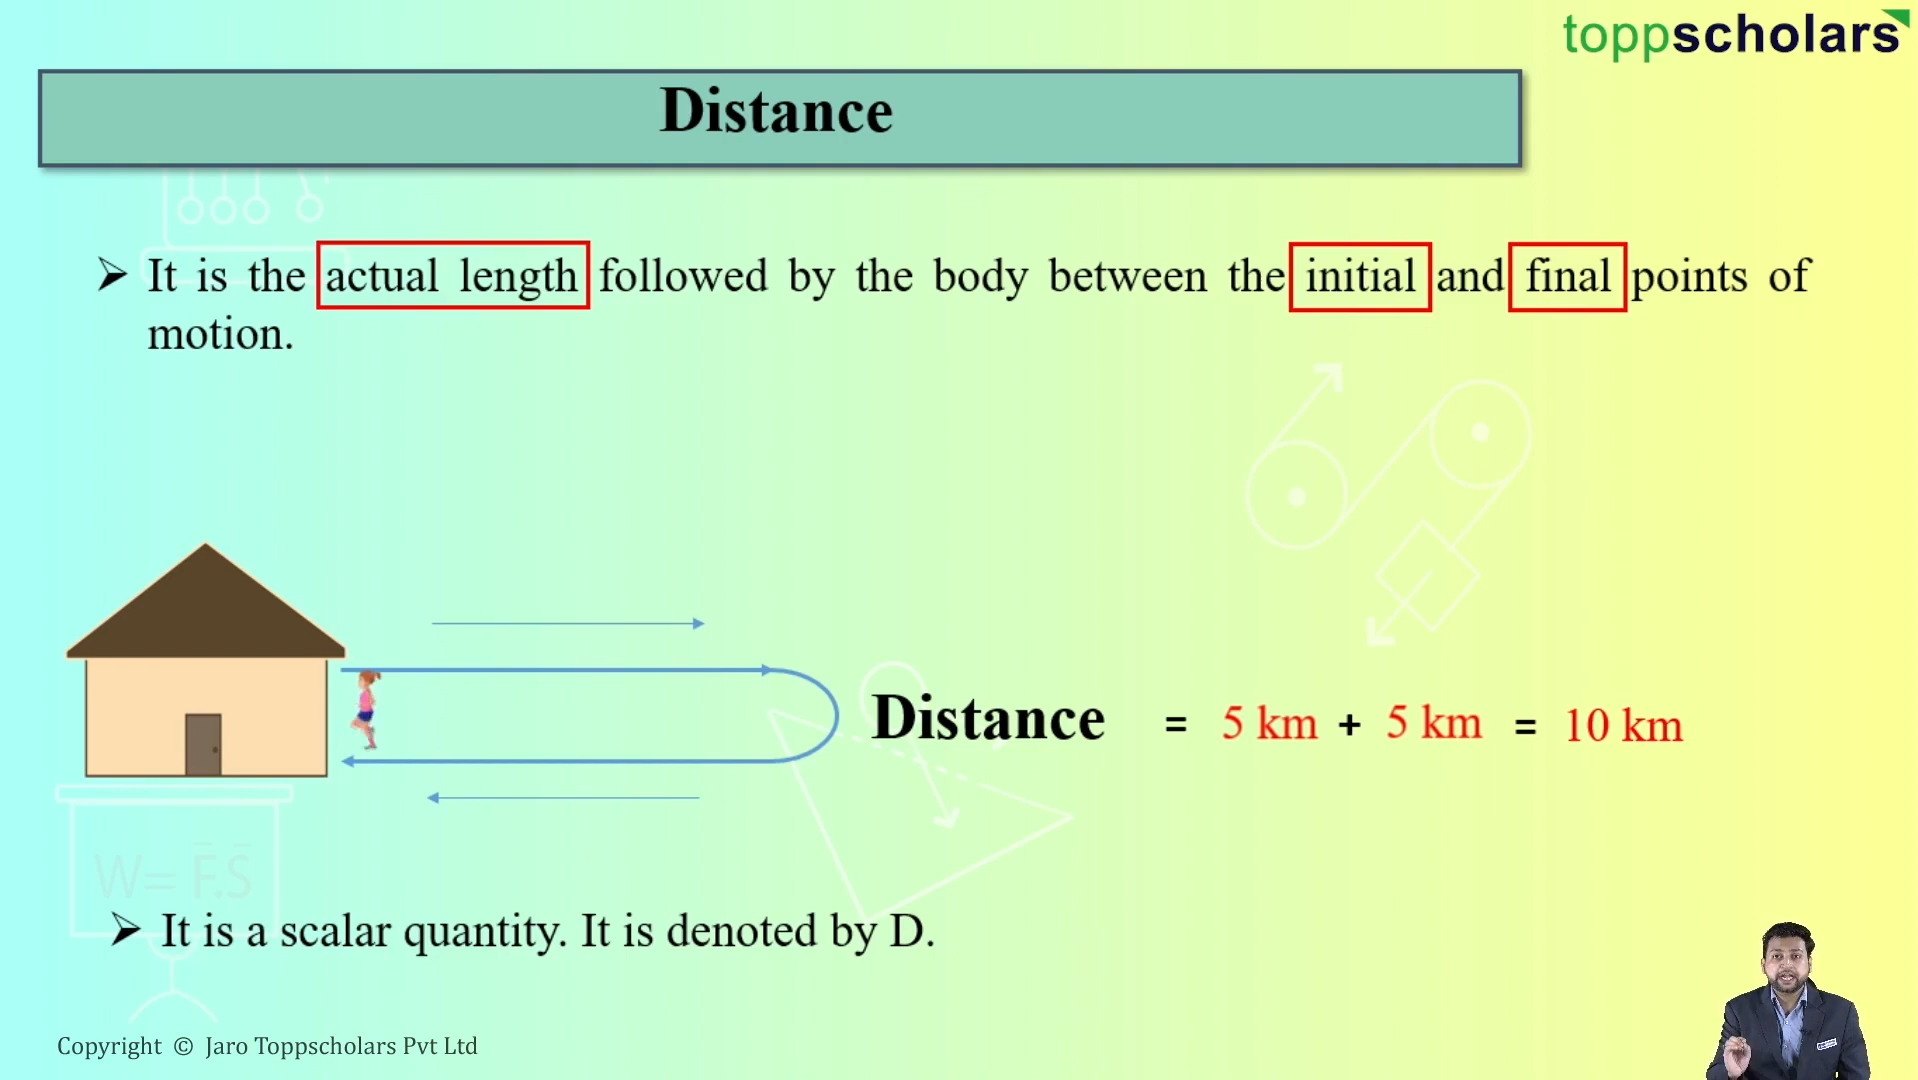 toppscholars
Distance
➢ It is the actual length followed by the body between the initial and final points of
motion.
Distance = 5 km + 5 km = 10 km
W= F̅.S̅
➢ It is a scalar quantity. It is denoted by D.
Copyright © Jaro Toppscholars Pvt Ltd